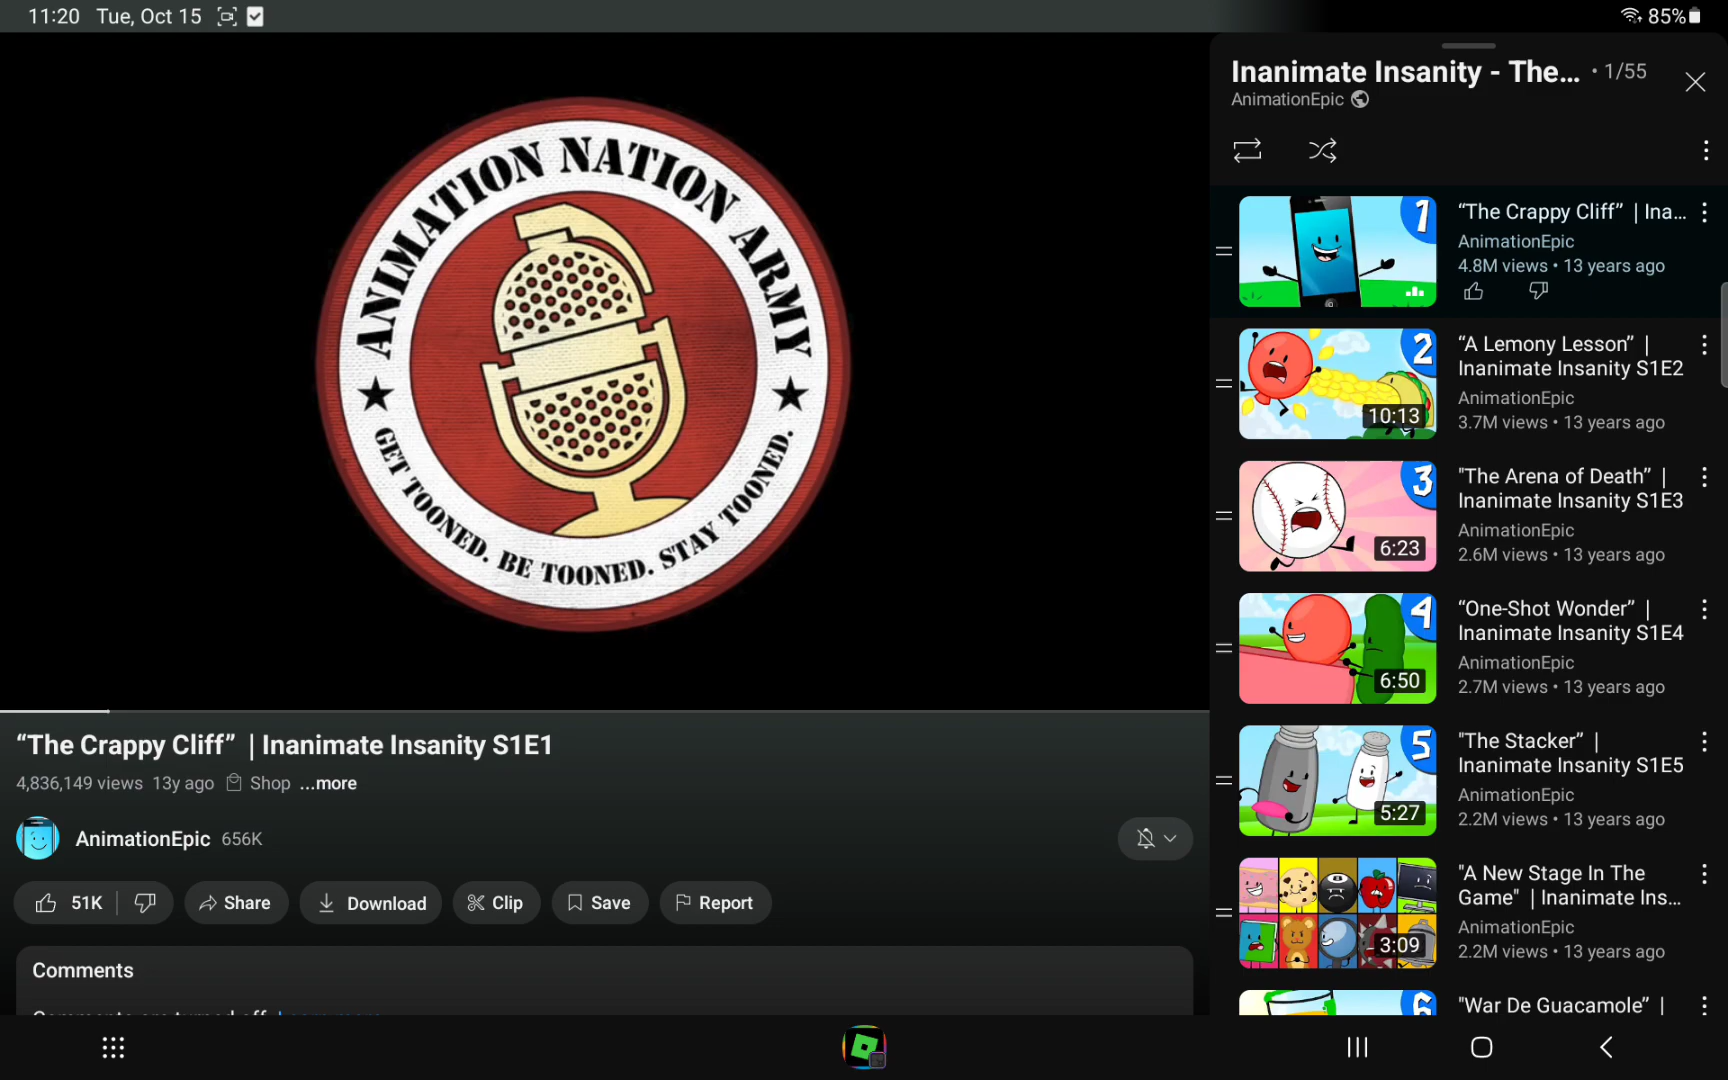 11:20 Tue, Oct 15
85%
ANIMATION NATION ARMY
GET TOONED. BE TOONED. STAY TOONED.
“The Crappy Cliff” | Inanimate Insanity S1E1
4,836,149 views 13y ago Shop ...more
AnimationEpic 656K
51K
Share
Download
Clip
Save
Report
Comments
Inanimate Insanity - The... • 1/55
AnimationEpic
1
“The Crappy Cliff” | Ina...
AnimationEpic
4.8M views • 13 years ago
2
10:13
“A Lemony Lesson” |
Inanimate Insanity S1E2
AnimationEpic
3.7M views • 13 years ago
3
6:23
"The Arena of Death” |
Inanimate Insanity S1E3
AnimationEpic
2.6M views • 13 years ago
4
6:50
“One-Shot Wonder” |
Inanimate Insanity S1E4
AnimationEpic
2.7M views • 13 years ago
5
5:27
"The Stacker” |
Inanimate Insanity S1E5
AnimationEpic
2.2M views • 13 years ago
3:09
"A New Stage In The
Game" | Inanimate Ins...
AnimationEpic
2.2M views • 13 years ago
6
"War De Guacamole” |